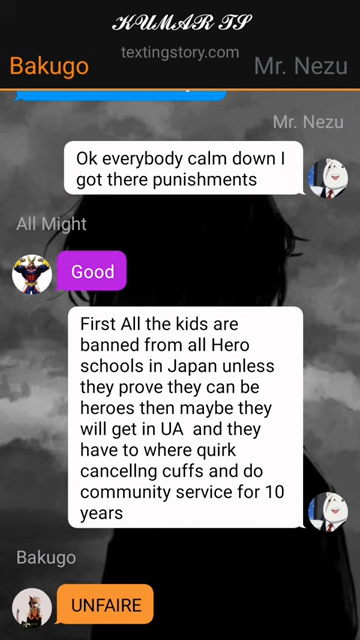 KUMAR TS
textingstory.com
Bakugo
Mr. Nezu
Mr. Nezu
Ok everybody calm down I
got there punishments
All Might
Good
First All the kids are
banned from all Hero
schools in Japan unless
they prove they can be
heroes then maybe they
will get in UA  and they
have to where quirk
cancellng cuffs and do
community service for 10
years
Bakugo
UNFAIRE